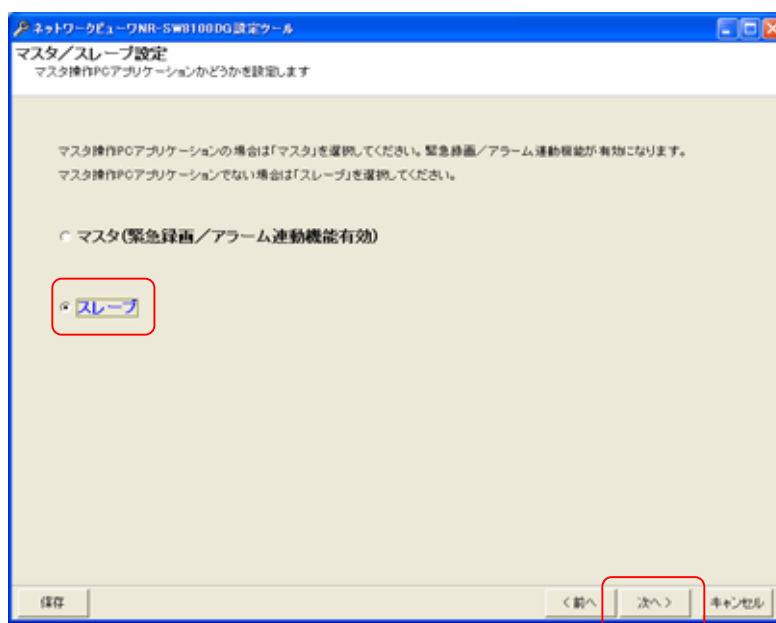 ネットワークビューワNR-SW8100DG設定ツール
マスタ／スレーブ設定
マスタ操作PCアプリケーションかどうかを設定します
マスタ操作PCアプリケーションの場合は「マスタ」を選択してください。緊急録画／アラーム連動機能が有効になります。
マスタ操作PCアプリケーションでない場合は「スレーブ」を選択してください。
マスタ(緊急録画／アラーム連動機能有効)
スレーブ
保存
＜前へ
次へ＞
キャンセル